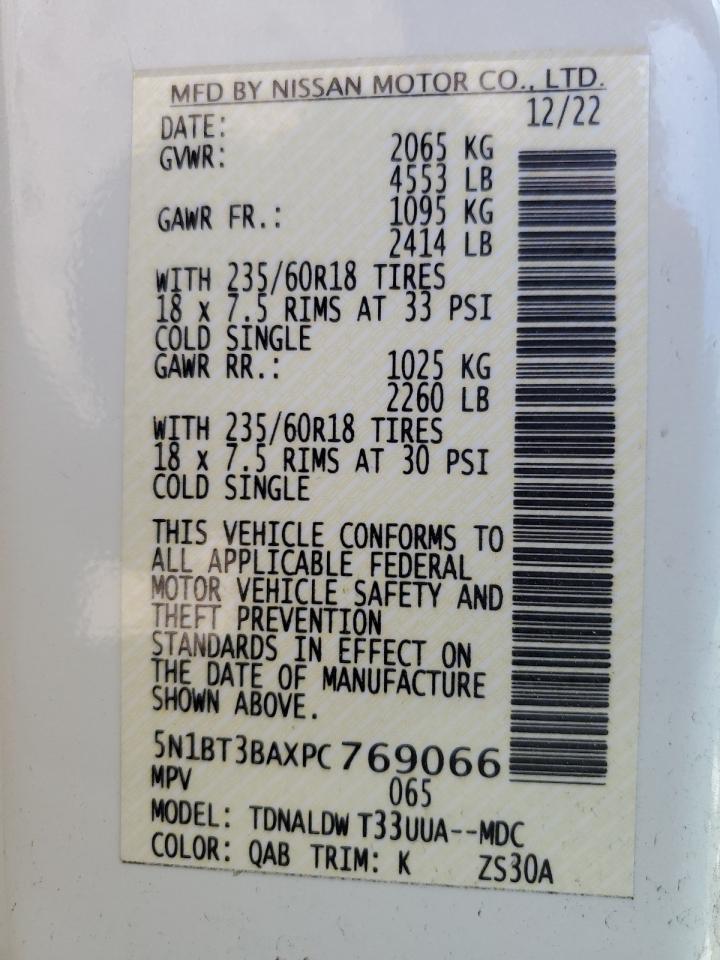 MFD BY NISSAN MOTOR CO., LTD.
DATE: 12/22
GVWR: 2065 KG
4553 LB
GAWR FR.: 1095 KG
2414 LB
WITH 235/60R18 TIRES
18 x 7.5 RIMS AT 33 PSI
COLD SINGLE
GAWR RR.: 1025 KG
2260 LB
WITH 235/60R18 TIRES
18 x 7.5 RIMS AT 30 PSI
COLD SINGLE
THIS VEHICLE CONFORMS TO
ALL APPLICABLE FEDERAL
MOTOR VEHICLE SAFETY AND
THEFT PREVENTION
STANDARDS IN EFFECT ON
THE DATE OF MANUFACTURE
SHOWN ABOVE.
5N1BT3BAXPC769066
MPV 065
MODEL: TDNALDW T33UUA--MDC
COLOR: QAB TRIM: K ZS30A